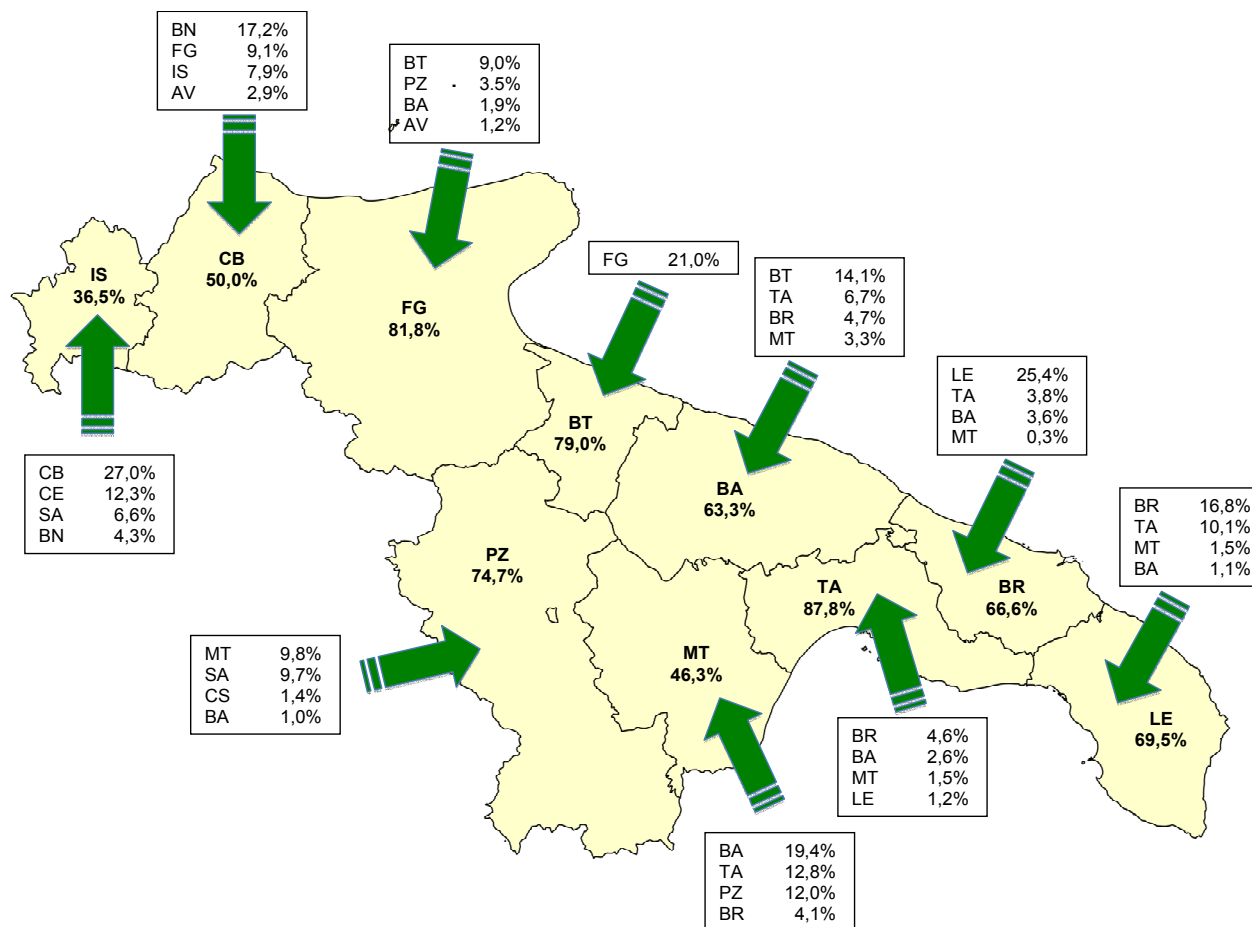 BN 17,2%
FG 9,1%
IS 7,9%
AV 2,9%
BT 9,0%
PZ 3.5%
BA 1,9%
AV 1,2%
FG 21,0%
BT 14,1%
TA 6,7%
BR 4,7%
MT 3,3%
LE 25,4%
TA 3,8%
BA 3,6%
MT 0,3%
BR 16,8%
TA 10,1%
MT 1,5%
BA 1,1%
IS
36,5%
CB
50,0%
FG
81,8%
BT
79,0%
BA
63,3%
PZ
74,7%
MT
46,3%
TA
87,8%
BR
66,6%
LE
69,5%
CB 27,0%
CE 12,3%
SA 6,6%
BN 4,3%
MT 9,8%
SA 9,7%
CS 1,4%
BA 1,0%
BR 4,6%
BA 2,6%
MT 1,5%
LE 1,2%
BA 19,4%
TA 12,8%
PZ 12,0%
BR 4,1%